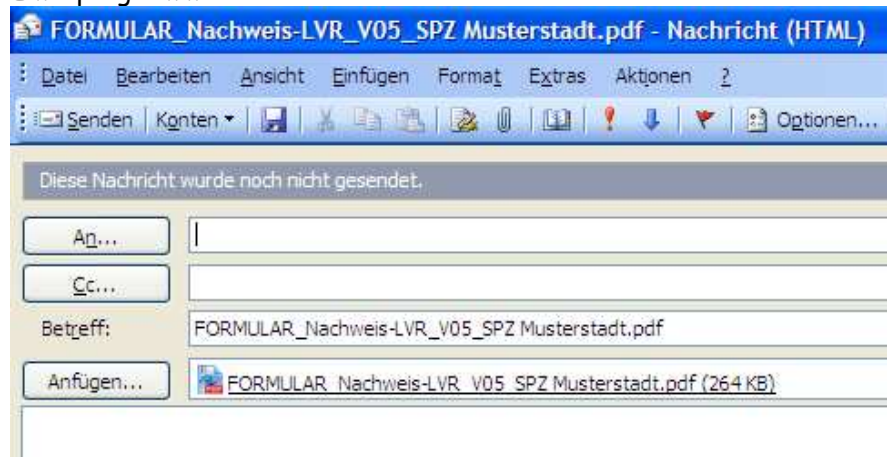 FORMULAR_Nachweis-LVR_V05_SPZ Musterstadt.pdf - Nachricht (HTML)
Datei Bearbeiten Ansicht Einfügen Format Extras Aktionen ?
Senden Konten Optionen...
Diese Nachricht wurde noch nicht gesendet.
An...
Cc...
Betreff: FORMULAR_Nachweis-LVR_V05_SPZ Musterstadt.pdf
Anfügen... FORMULAR_Nachweis-LVR_V05_SPZ Musterstadt.pdf (264 KB)